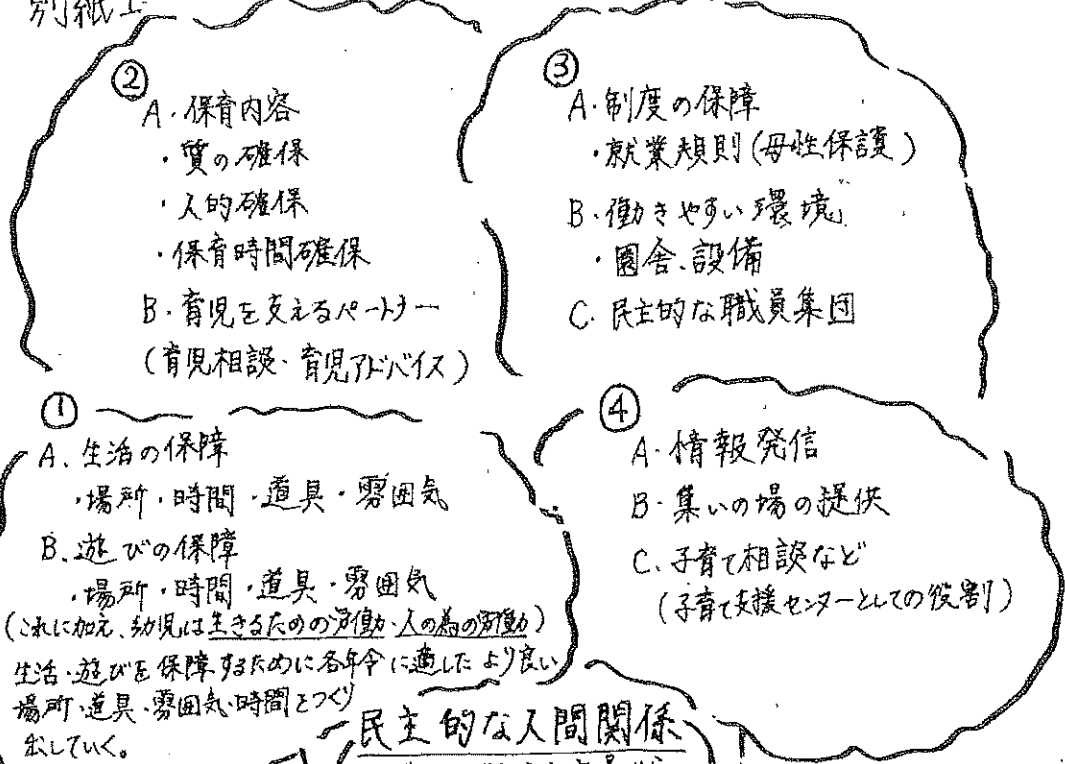 別紙1
②
A. 保育内容
・質の確保
・人的確保
・保育時間確保
B. 育児を支えるパートナー
(育児相談・育児アドバイス)
③
A. 制度の保障
・就業規則(母性保護)
B. 働きやすい環境
・園舎、設備
C. 民主的な職員集団
①
A、生活の保障
・場所・時間・道具・雰囲気
B、遊びの保障
・場所・時間・道具・雰囲気
(これに加え、幼児は生きるための労働・人の為の労働)
生活・遊びを保障するために各年令に適したより良い
場所・道具・雰囲気・時間をつくり
出していく。
④
A. 情報発信
B. 集いの場の提供
C. 子育て相談など
(子育て支援センターとしての役割)
民主的な人間関係